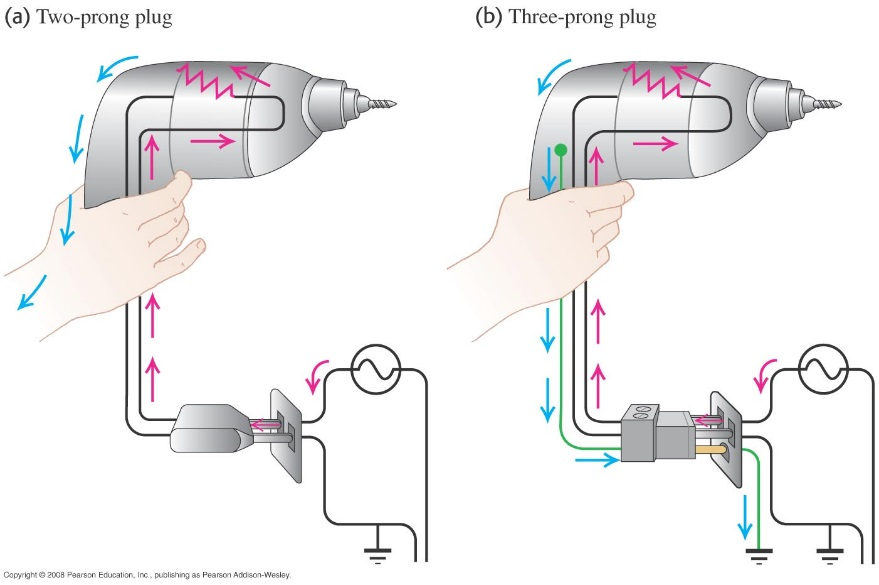 (a) Two-prong plug
(b) Three-prong plug
Copyright © 2008 Pearson Education, Inc., publishing as Pearson Addison-Wesley.